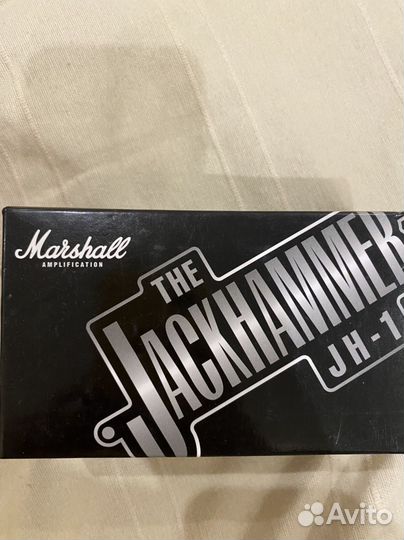 Marshall
AMPLIFICATION
THE
JACKHAMMER
JH-1
Avito